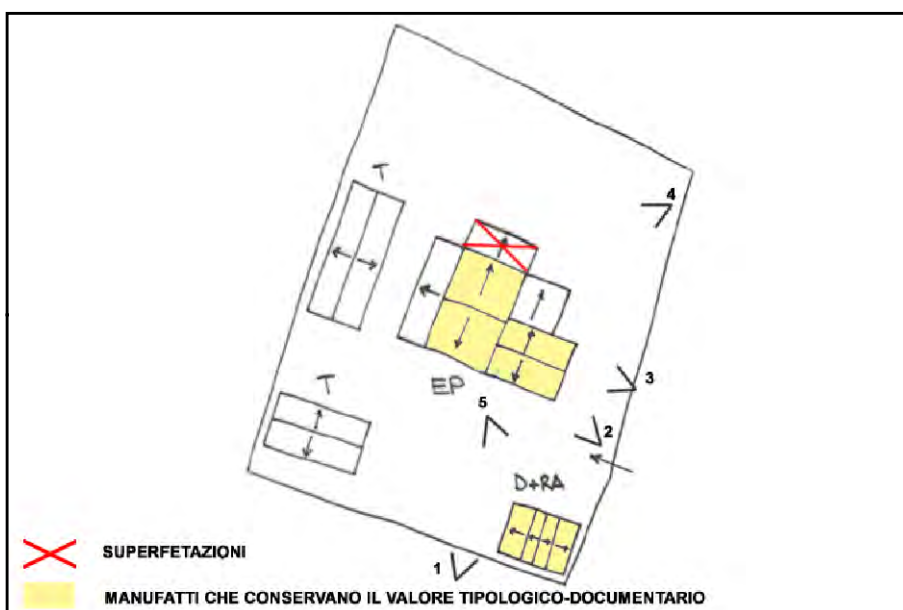 T
4
T
EP
5
3
2
D+RA
1
SUPERFETAZIONI
MANUFATTI CHE CONSERVANO IL VALORE TIPOLOGICO-DOCUMENTARIO